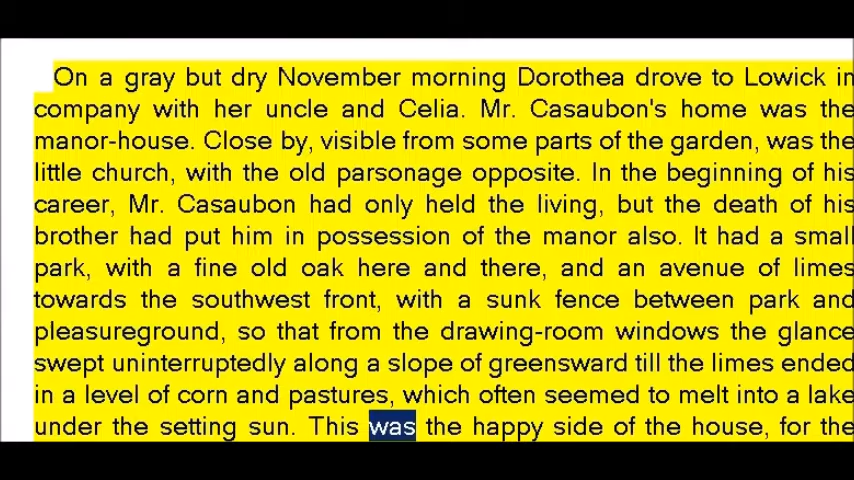 On a gray but dry November morning Dorothea drove to Lowick in
company with her uncle and Celia. Mr. Casaubon's home was the
manor-house. Close by, visible from some parts of the garden, was the
little church, with the old parsonage opposite. In the beginning of his
career, Mr. Casaubon had only held the living, but the death of his
brother had put him in possession of the manor also. It had a small
park, with a fine old oak here and there, and an avenue of limes
towards the southwest front, with a sunk fence between park and
pleasureground, so that from the drawing-room windows the glance
swept uninterruptedly along a slope of greensward till the limes ended
in a level of corn and pastures, which often seemed to melt into a lake
under the setting sun. This was the happy side of the house, for the